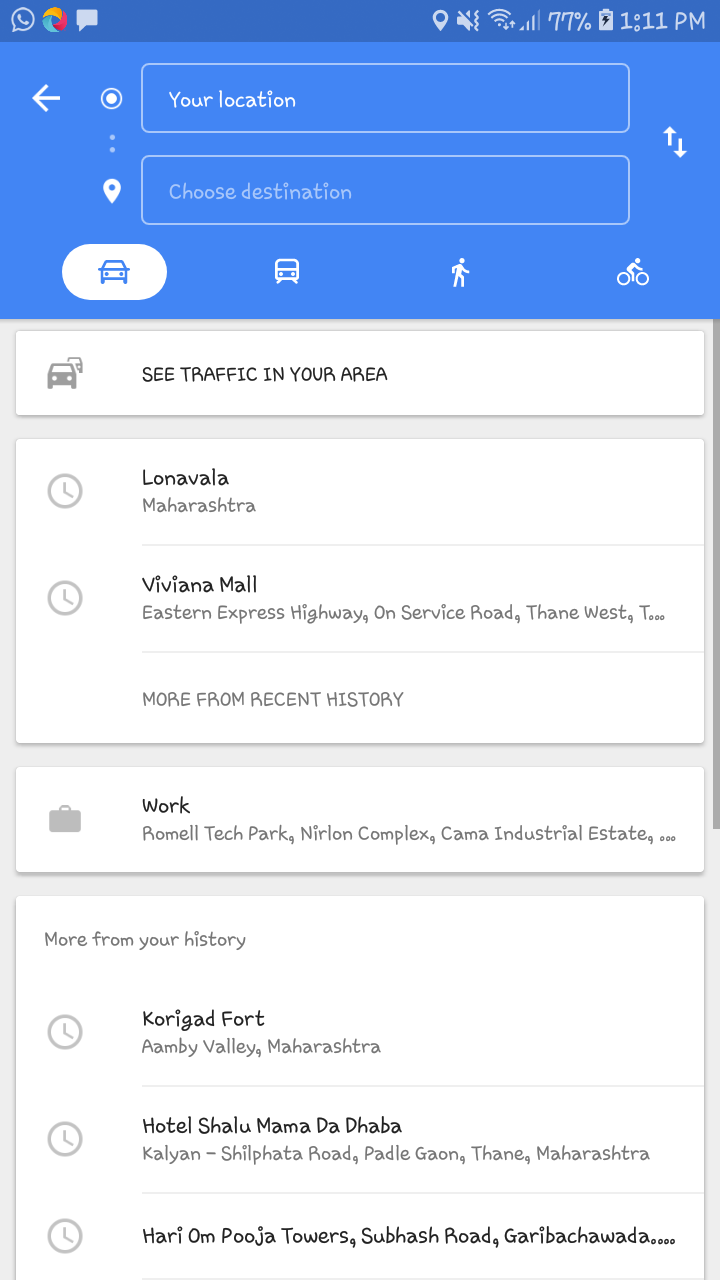 77% 1:11 PM
Your location
Choose destination
SEE TRAFFIC IN YOUR AREA
Lonavala
Maharashtra
Viviana Mall
Eastern Express Highway, On Service Road, Thane West, T...
MORE FROM RECENT HISTORY
Work
Romell Tech Park, Nirlon Complex, Cama Industrial Estate, ...
More from your history
Korigad Fort
Aamby Valley, Maharashtra
Hotel Shalu Mama Da Dhaba
Kalyan - Shilphata Road, Padle Gaon, Thane, Maharashtra
Hari Om Pooja Towers, Subhash Road, Garibachawada....